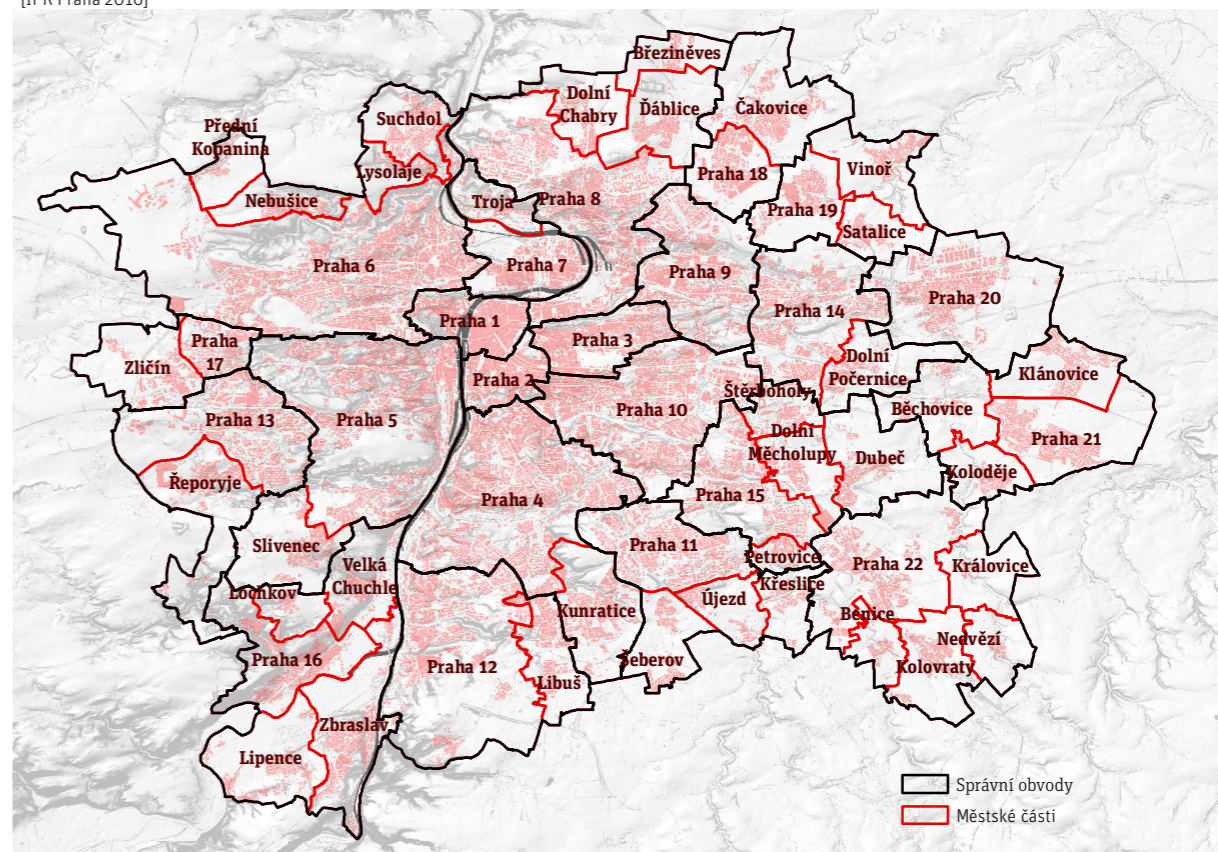 [IPR Praha 2016]
Březiněves
Dolní
Chabry
Ďáblice
Čakovice
Suchdol
Přední
Kopanina
Lysolaje
Nebušice
Troja
Praha 8
Praha 18
Vinoř
Praha 19
Satalice
Praha 6
Praha 7
Praha 9
Praha 20
Praha 1
Praha 3
Praha 14
Praha
17
Zličín
Praha 2
Dolní
Počernice
Klánovice
Štěrboholy
Praha 13
Praha 5
Praha 10
Běchovice
Praha 21
Dolní
Měcholupy
Dubeč
Koloděje
Řeporyje
Praha 4
Praha 15
Slivenec
Praha 11
Petrovice
Velká
Chuchle
Praha 22
Královice
Křeslice
Lochkov
Kunratice
Újezd
Benice
Nedvězí
Praha 16
Praha 12
Šeberov
Kolovraty
Libuš
Zbraslav
Lipence
Správní obvody
Městské části